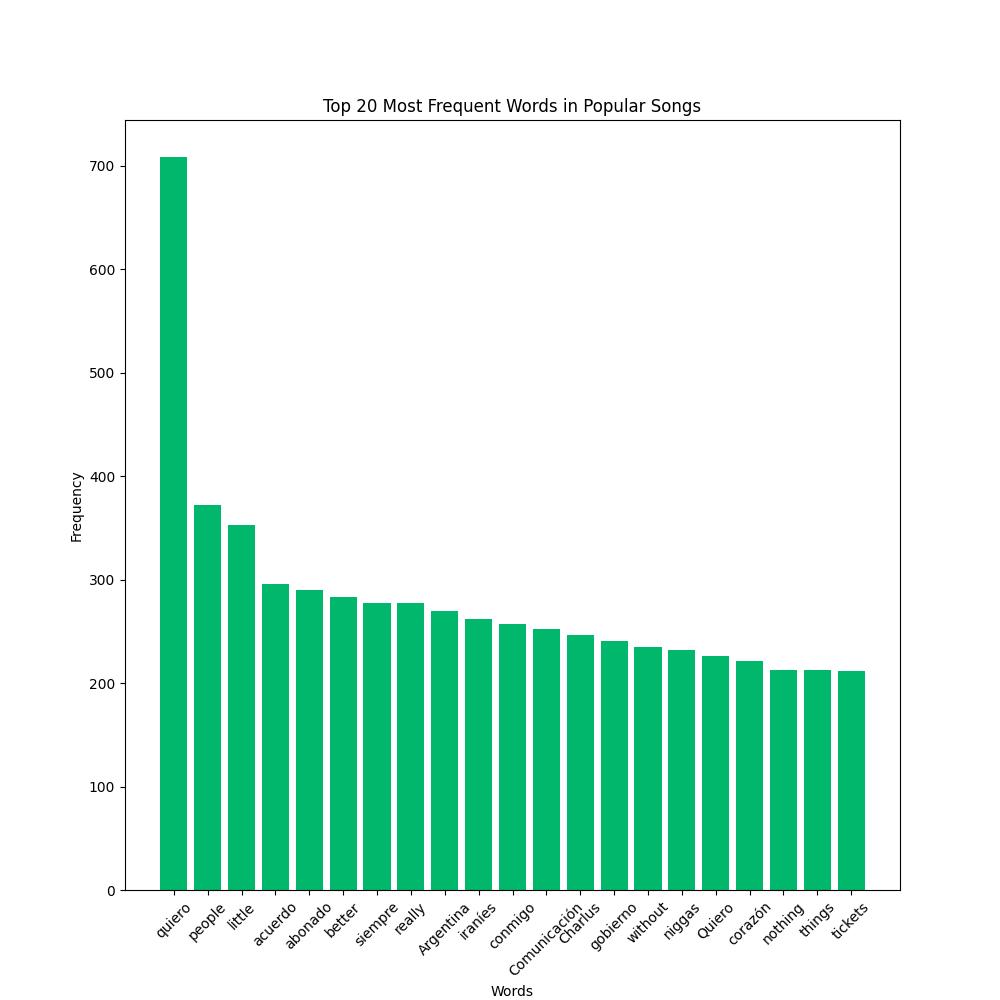 Top 20 Most Frequent Words in Popular Songs
Frequency
700
600
500
400
300
200
100
0
quiero
people
little
acuerdo
abonado
better
siempre
really
Argentina
iraníes
conmigo
Comunicación
Charlus
gobierno
without
niggas
Quiero
corazón
nothing
things
tickets
Words